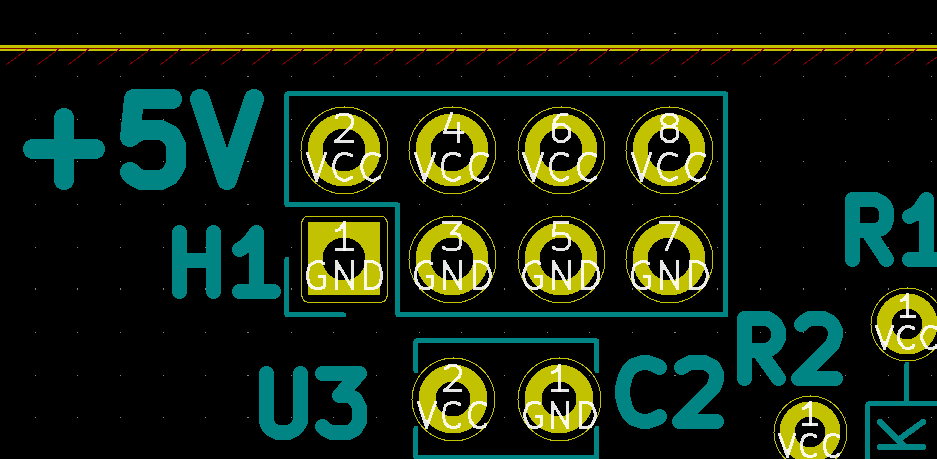 +5V
2 4 6 8
VCC VCC VCC VCC
R1
H1
1 3 5 7
GND GND GND GND
1
VCC
R2
U3
2 1
VCC GND
C2
1
VCC
K